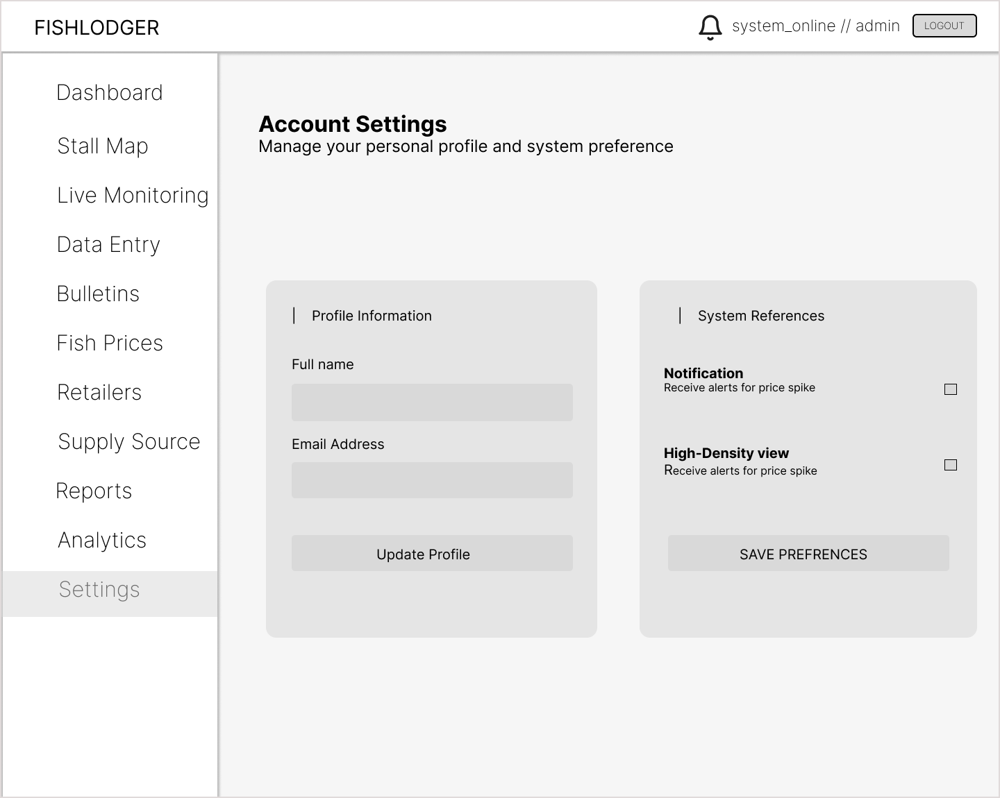 FISHLODGER
system_online // admin
LOGOUT
Dashboard
Stall Map
Live Monitoring
Data Entry
Bulletins
Fish Prices
Retailers
Supply Source
Reports
Analytics
Settings
Account Settings
Manage your personal profile and system preference
Profile Information
Full name
Email Address
Update Profile
System References
Notification
Receive alerts for price spike
High-Density view
Receive alerts for price spike
SAVE PREFRENCES